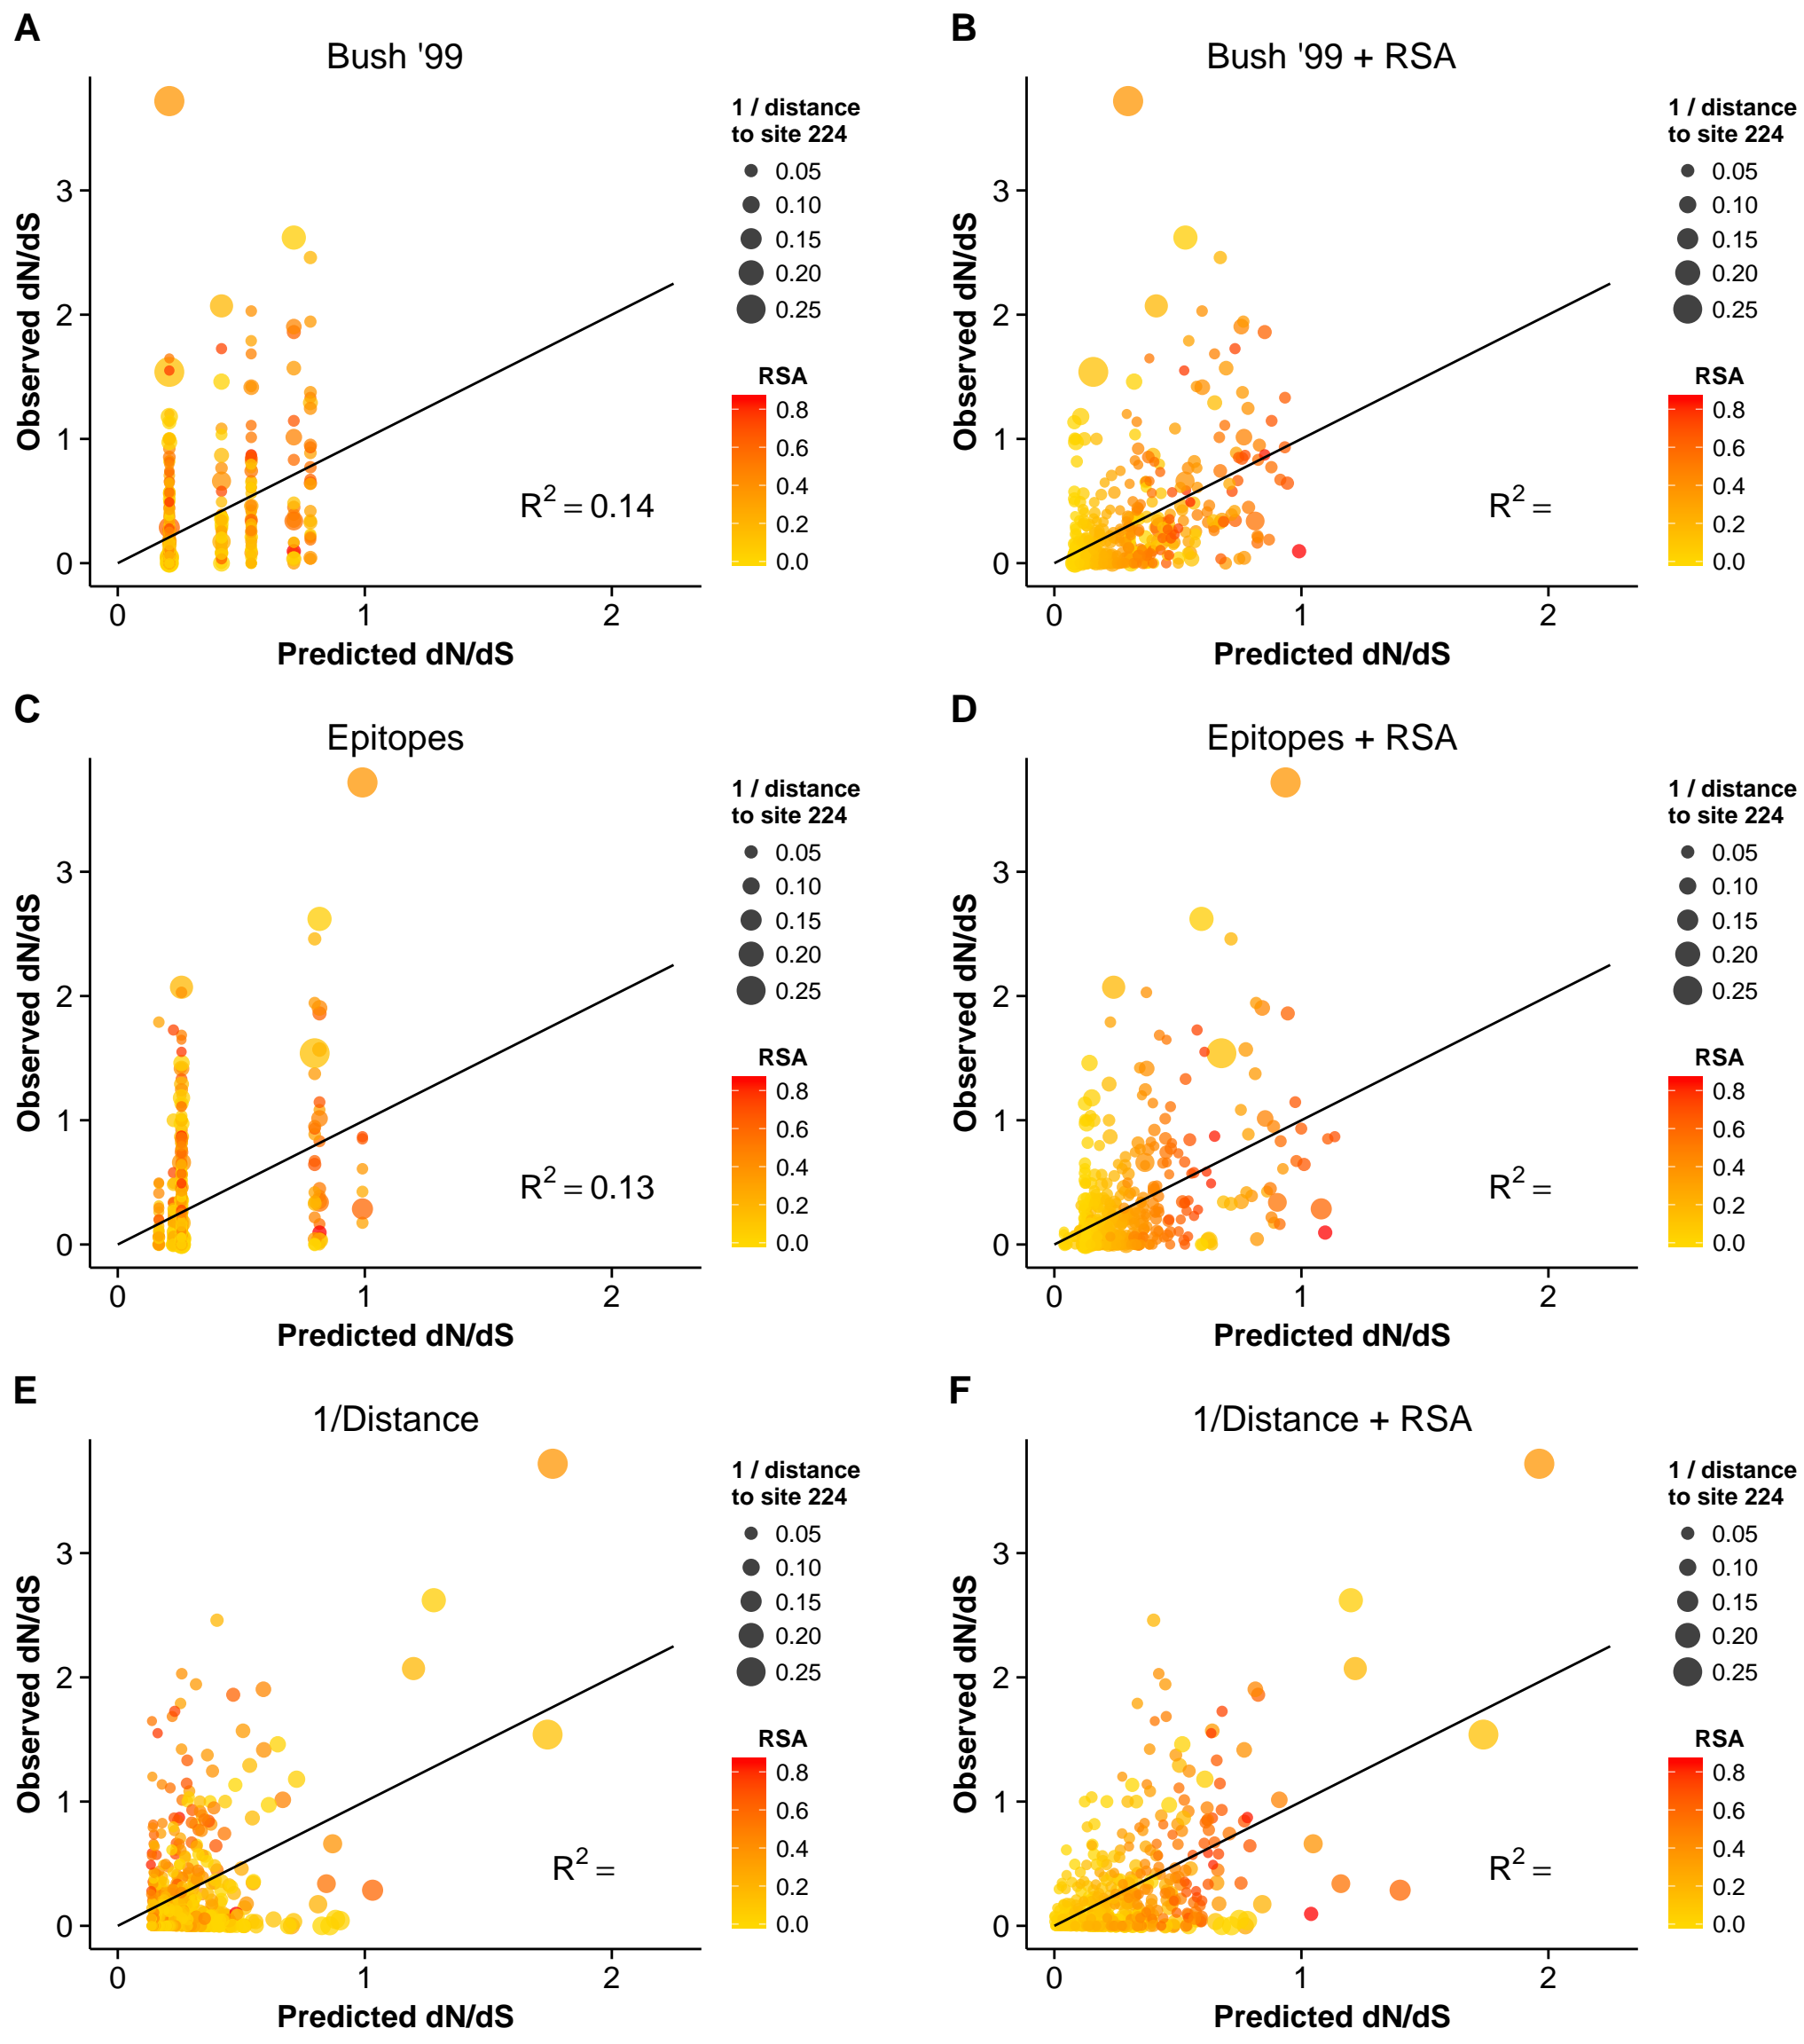 A
Bush '99
Observed dN/dS
3
2
1
0
0 1 2
Predicted dN/dS
R² = 0.14
1 / distance
to site 224
0.05
0.10
0.15
0.20
0.25
RSA
0.8
0.6
0.4
0.2
0.0
B
Bush '99 + RSA
Observed dN/dS
3
2
1
0
0 1 2
Predicted dN/dS
R² =
1 / distance
to site 224
0.05
0.10
0.15
0.20
0.25
RSA
0.8
0.6
0.4
0.2
0.0
C
Epitopes
Observed dN/dS
3
2
1
0
0 1 2
Predicted dN/dS
R² = 0.13
1 / distance
to site 224
0.05
0.10
0.15
0.20
0.25
RSA
0.8
0.6
0.4
0.2
0.0
D
Epitopes + RSA
Observed dN/dS
3
2
1
0
0 1 2
Predicted dN/dS
R² =
1 / distance
to site 224
0.05
0.10
0.15
0.20
0.25
RSA
0.8
0.6
0.4
0.2
0.0
E
1/Distance
Observed dN/dS
3
2
1
0
0 1 2
Predicted dN/dS
R² =
1 / distance
to site 224
0.05
0.10
0.15
0.20
0.25
RSA
0.8
0.6
0.4
0.2
0.0
F
1/Distance + RSA
Observed dN/dS
3
2
1
0
0 1 2
Predicted dN/dS
R² =
1 / distance
to site 224
0.05
0.10
0.15
0.20
0.25
RSA
0.8
0.6
0.4
0.2
0.0